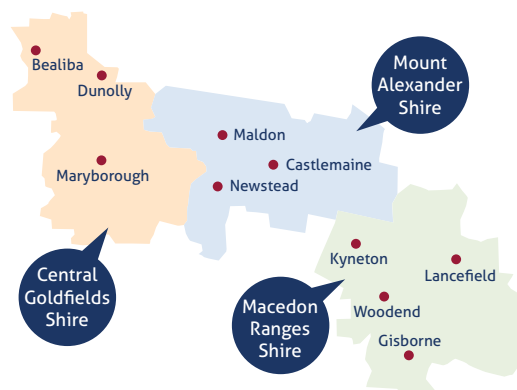 Bealiba
Dunolly
Maryborough
Central
Goldfields
Shire
Mount
Alexander
Shire
Maldon
Castlemaine
Newstead
Kyneton
Lancefield
Woodend
Gisborne
Macedon
Ranges
Shire